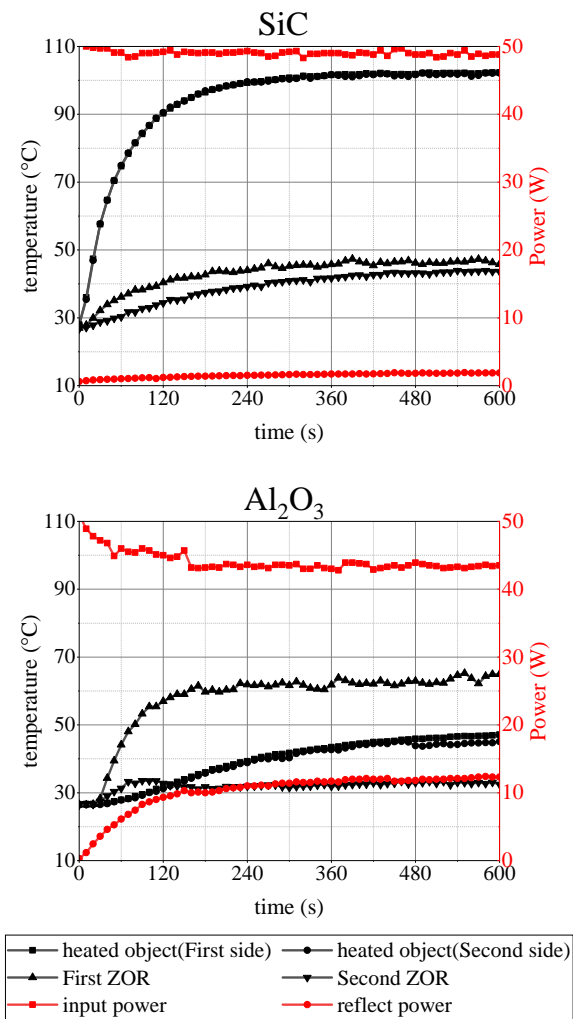 SiC
110
90
70
50
30
10
temperature (°C)
50
40
30
20
10
0
Power (W)
0 120 240 360 480 600
time (s)
Al₂O₃
110
90
70
50
30
10
temperature (°C)
50
40
30
20
10
0
Power (W)
0 120 240 360 480 600
time (s)
heated object(First side) heated object(Second side)
First ZOR Second ZOR
input power reflect power